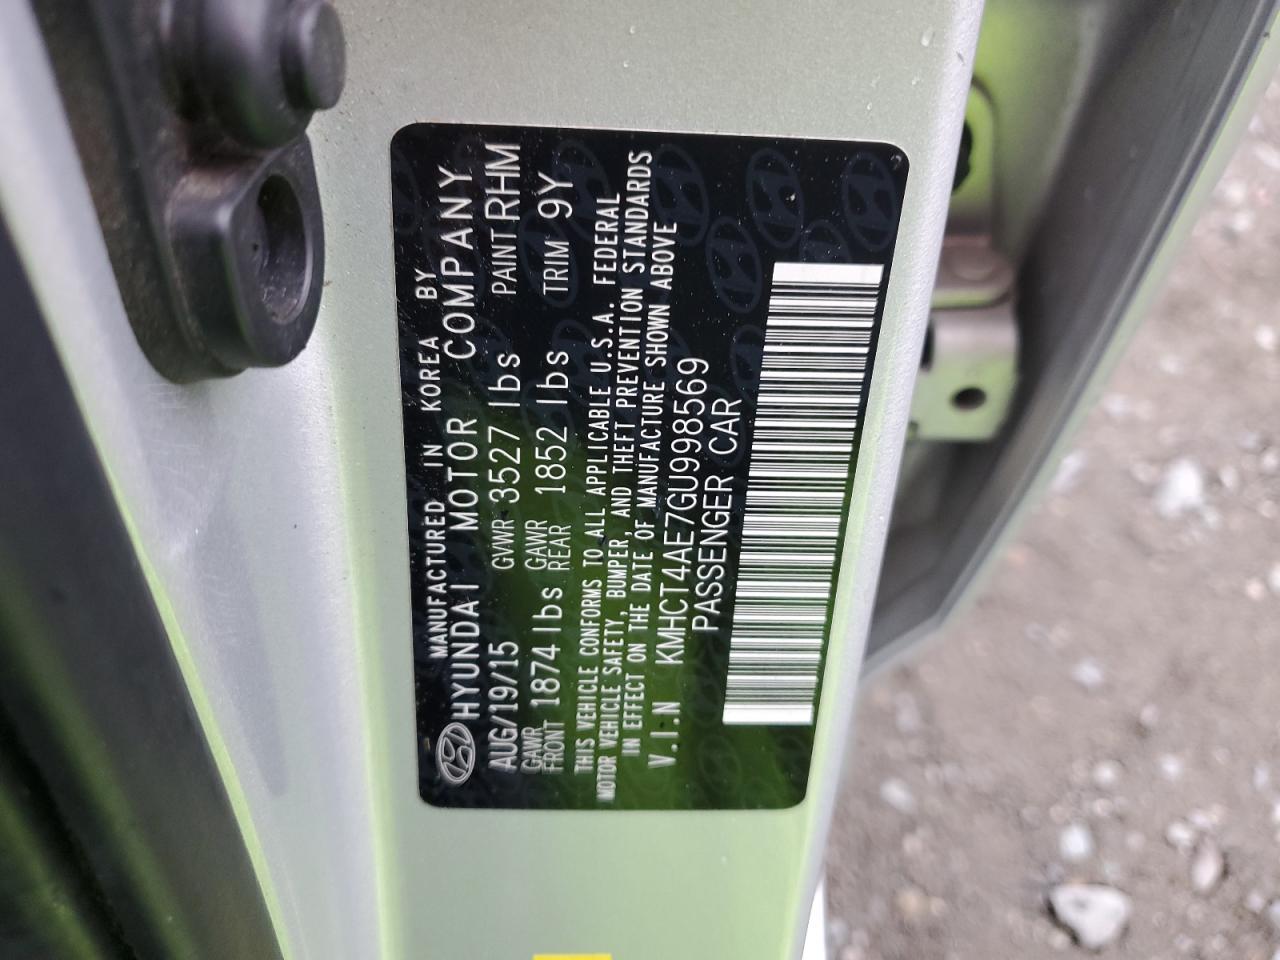 MANUFACTURED IN KOREA BY
HYUNDAI MOTOR COMPANY
AUG/19/15 GVWR 3527 lbs PAINT RHM
GAWR FRONT 1874 lbs GAWR REAR 1852 lbs TRIM 9Y
THIS VEHICLE CONFORMS TO ALL APPLICABLE U.S.A. FEDERAL
MOTOR VEHICLE SAFETY, BUMPER, AND THEFT PREVENTION STANDARDS
IN EFFECT ON THE DATE OF MANUFACTURE SHOWN ABOVE
V.I.N KMHCT4AE7GU998569
PASSENGER CAR